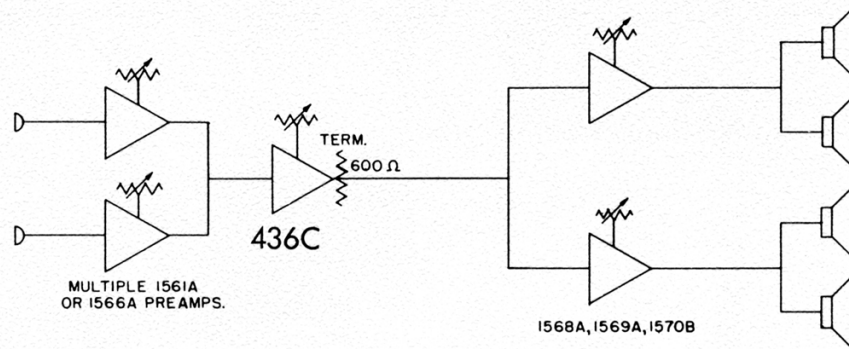 TERM.
600 Ω
436C
MULTIPLE 1561A
OR 1566A PREAMPS.
1568A, 1569A, 1570B